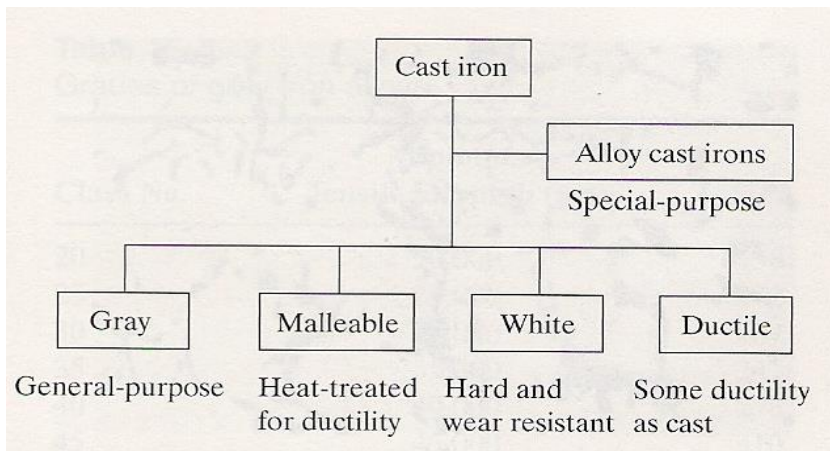 Cast iron
Alloy cast irons
Special-purpose
Gray
Malleable
White
Ductile
General-purpose
Heat-treated
for ductility
Hard and
wear resistant
Some ductility
as cast